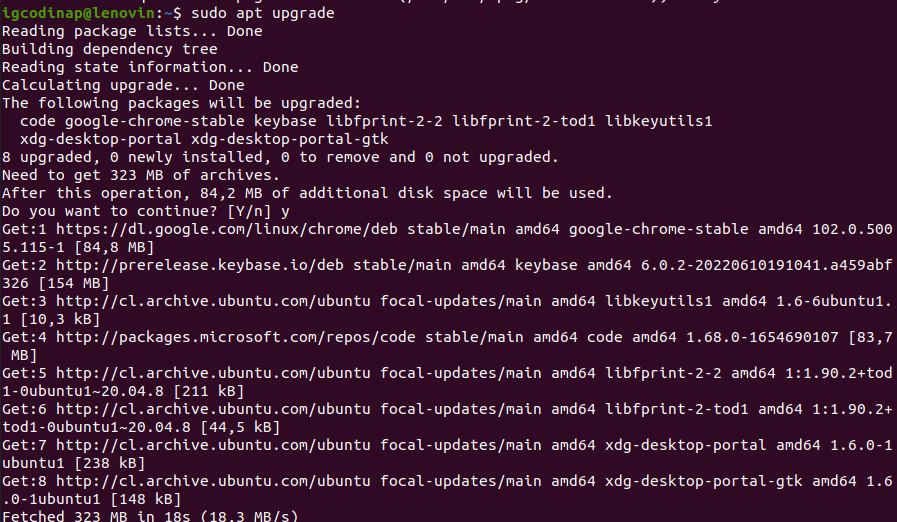 igcodinap@lenovin:~$ sudo apt upgrade
Reading package lists... Done
Building dependency tree
Reading state information... Done
Calculating upgrade... Done
The following packages will be upgraded:
  code google-chrome-stable keybase libfprint-2-2 libfprint-2-tod1 libkeyutils1
  xdg-desktop-portal xdg-desktop-portal-gtk
8 upgraded, 0 newly installed, 0 to remove and 0 not upgraded.
Need to get 323 MB of archives.
After this operation, 84,2 MB of additional disk space will be used.
Do you want to continue? [Y/n] y
Get:1 https://dl.google.com/linux/chrome/deb stable/main amd64 google-chrome-stable amd64 102.0.500
5.115-1 [84,8 MB]
Get:2 http://prerelease.keybase.io/deb stable/main amd64 keybase amd64 6.0.2-20220610191041.a459abf
326 [154 MB]
Get:3 http://cl.archive.ubuntu.com/ubuntu focal-updates/main amd64 libkeyutils1 amd64 1.6-6ubuntu1.
1 [10,3 kB]
Get:4 http://packages.microsoft.com/repos/code stable/main amd64 code amd64 1.68.0-1654690107 [83,7
 MB]
Get:5 http://cl.archive.ubuntu.com/ubuntu focal-updates/main amd64 libfprint-2-2 amd64 1:1.90.2+tod
1-0ubuntu1~20.04.8 [211 kB]
Get:6 http://cl.archive.ubuntu.com/ubuntu focal-updates/main amd64 libfprint-2-tod1 amd64 1:1.90.2+
tod1-0ubuntu1~20.04.8 [44,5 kB]
Get:7 http://cl.archive.ubuntu.com/ubuntu focal-updates/main amd64 xdg-desktop-portal amd64 1.6.0-1
ubuntu1 [238 kB]
Get:8 http://cl.archive.ubuntu.com/ubuntu focal-updates/main amd64 xdg-desktop-portal-gtk amd64 1.6
.0-1ubuntu1 [148 kB]
Fetched 323 MB in 18s (18,3 MB/s)